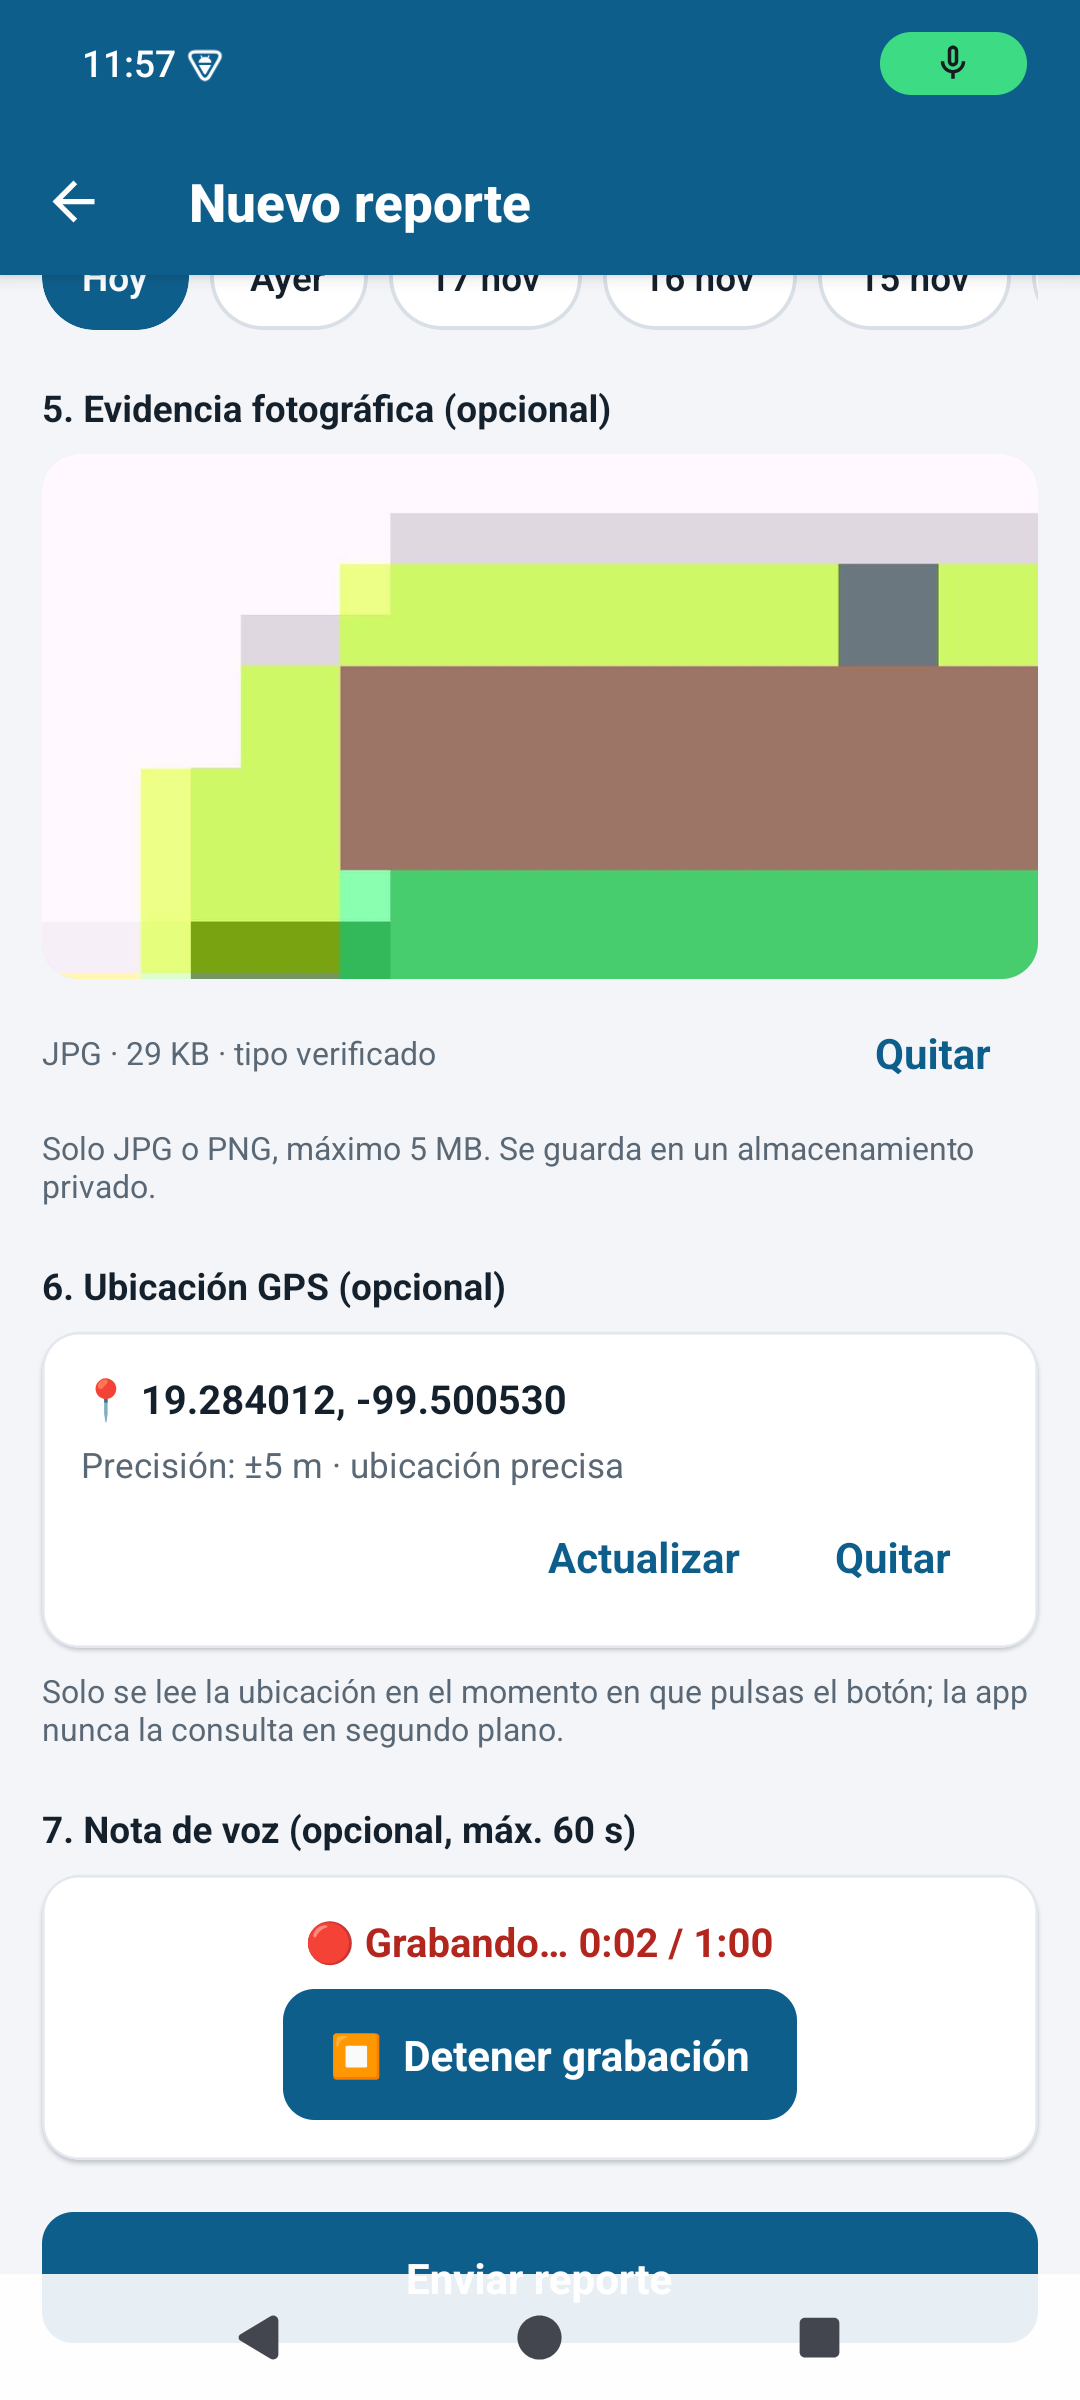 11:57
Nuevo reporte
Hoy Ayer 17 nov 16 nov 15 nov
5. Evidencia fotográfica (opcional)
JPG · 29 KB · tipo verificado Quitar
Solo JPG o PNG, máximo 5 MB. Se guarda en un almacenamiento
privado.
6. Ubicación GPS (opcional)
📍 19.284012, -99.500530
Precisión: ±5 m · ubicación precisa
Actualizar Quitar
Solo se lee la ubicación en el momento en que pulsas el botón; la app
nunca la consulta en segundo plano.
7. Nota de voz (opcional, máx. 60 s)
🔴 Grabando… 0:02 / 1:00
⏹️ Detener grabación
Enviar reporte